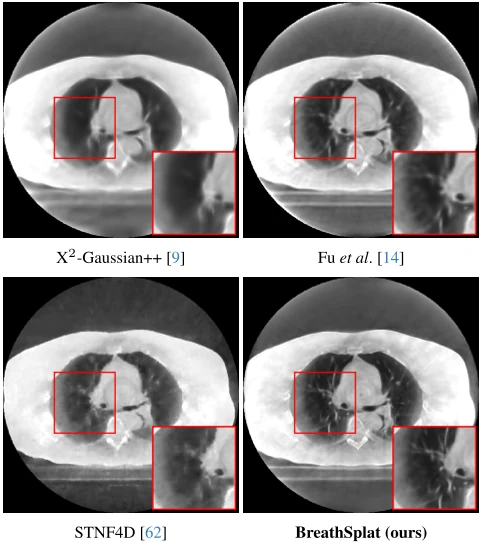 X²-Gaussian++ [9]
Fu et al. [14]
STNF4D [62]
BreathSplat (ours)